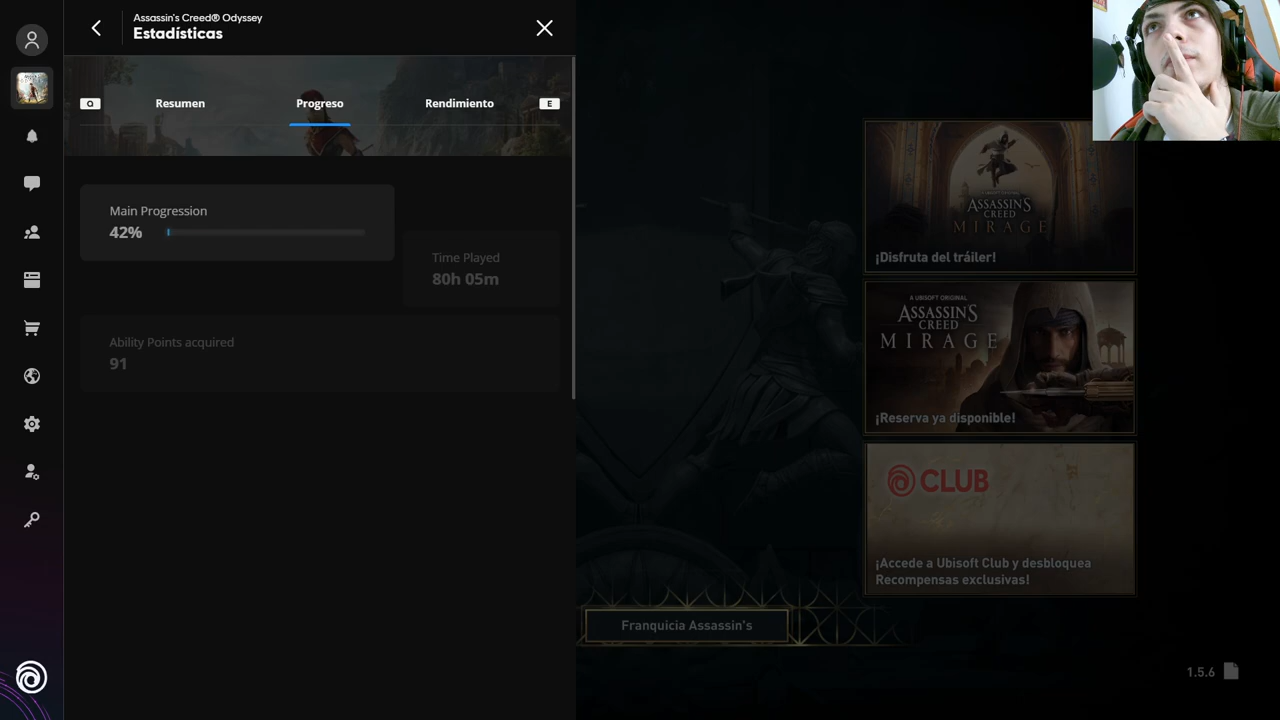 Assassin's Creed® Odyssey
Estadísticas
Q
Resumen
Progreso
Rendimiento
E
Main Progression
42%
Time Played
80h 05m
Ability Points acquired
91
ASSASSIN'S
CREED
MIRAGE
¡Disfruta del tráiler!
A UBISOFT ORIGINAL
ASSASSIN'S
CREED
MIRAGE
¡Reserva ya disponible!
CLUB
¡Accede a Ubisoft Club y desbloquea
Recompensas exclusivas!
Franquicia Assassin's
1.5.6